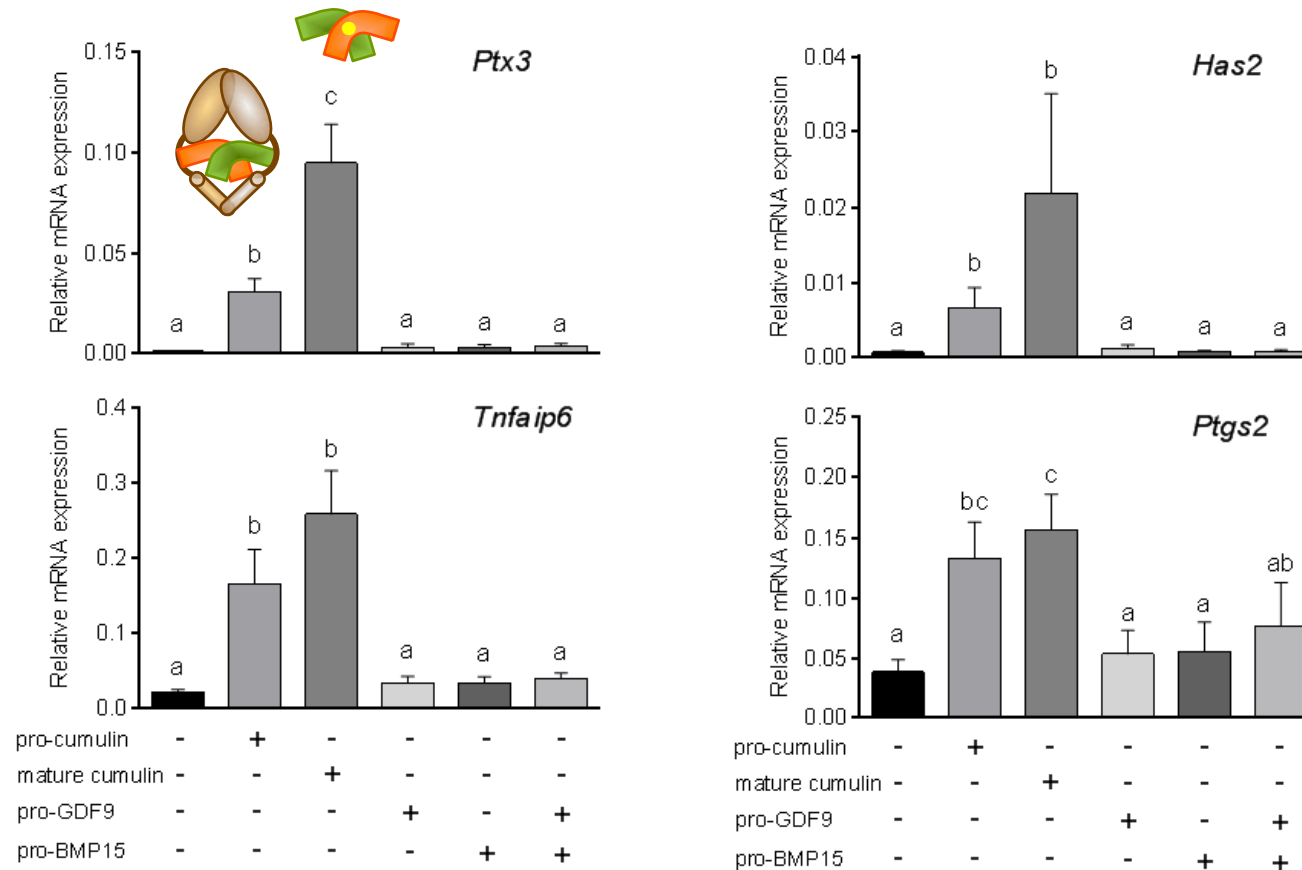 Ptx3
Relative mRNA expression
0.15
0.10
0.05
0.00
a
b
c
a
a
a
Has2
Relative mRNA expression
0.04
0.03
0.02
0.01
0.00
a
b
b
a
a
a
Tnfaip6
Relative mRNA expression
0.4
0.3
0.2
0.1
0.0
a
b
b
a
a
a
Ptgs2
Relative mRNA expression
0.25
0.20
0.15
0.10
0.05
0.00
a
bc
c
a
a
ab
pro-cumulin - + - - - -
mature cumulin - - + - - -
pro-GDF9 - - - + - +
pro-BMP15 - - - - + +
pro-cumulin - + - - - -
mature cumulin - - + - - -
pro-GDF9 - - - + - +
pro-BMP15 - - - - + +